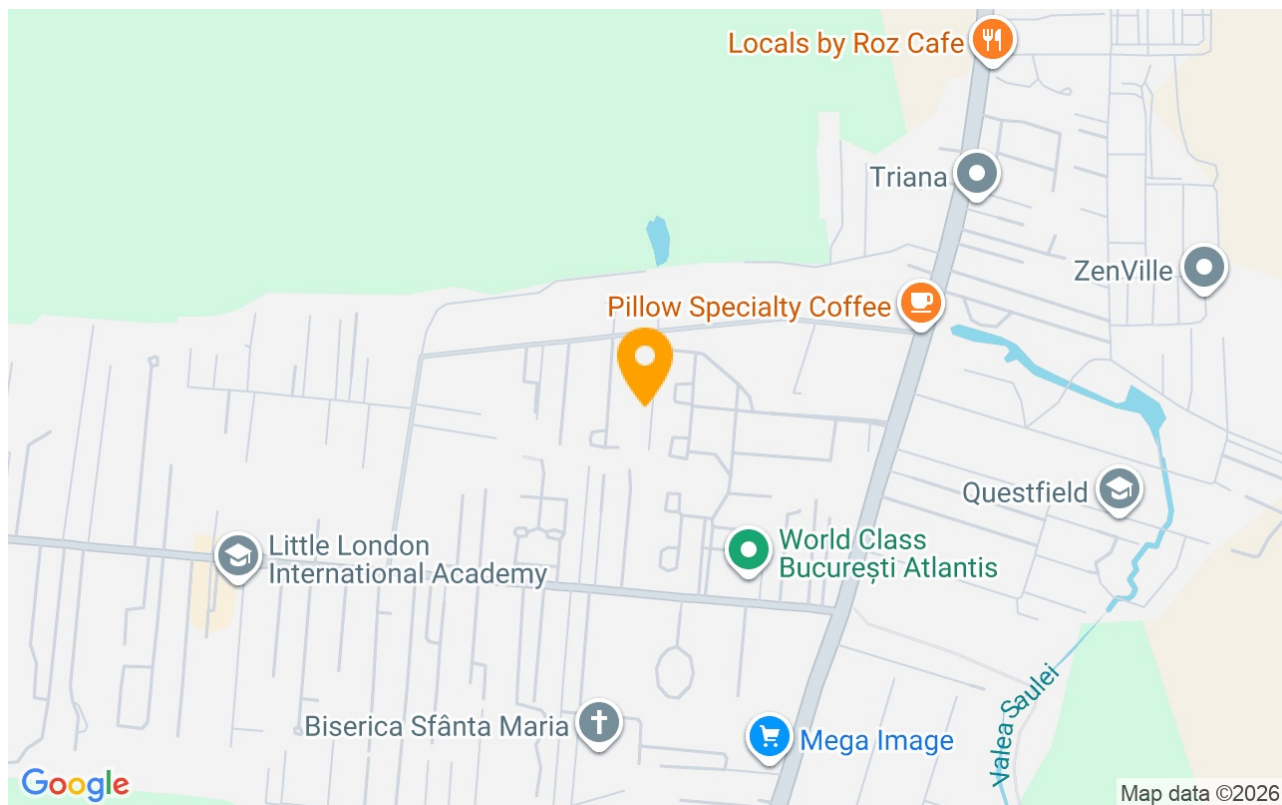 Locals by Roz Cafe
Triana
ZenVille
Pillow Specialty Coffee
Questfield
World Class
București Atlantis
Little London
International Academy
Valea Saulei
Biserica Sfânta Maria
Mega Image
Google
Map data ©2026